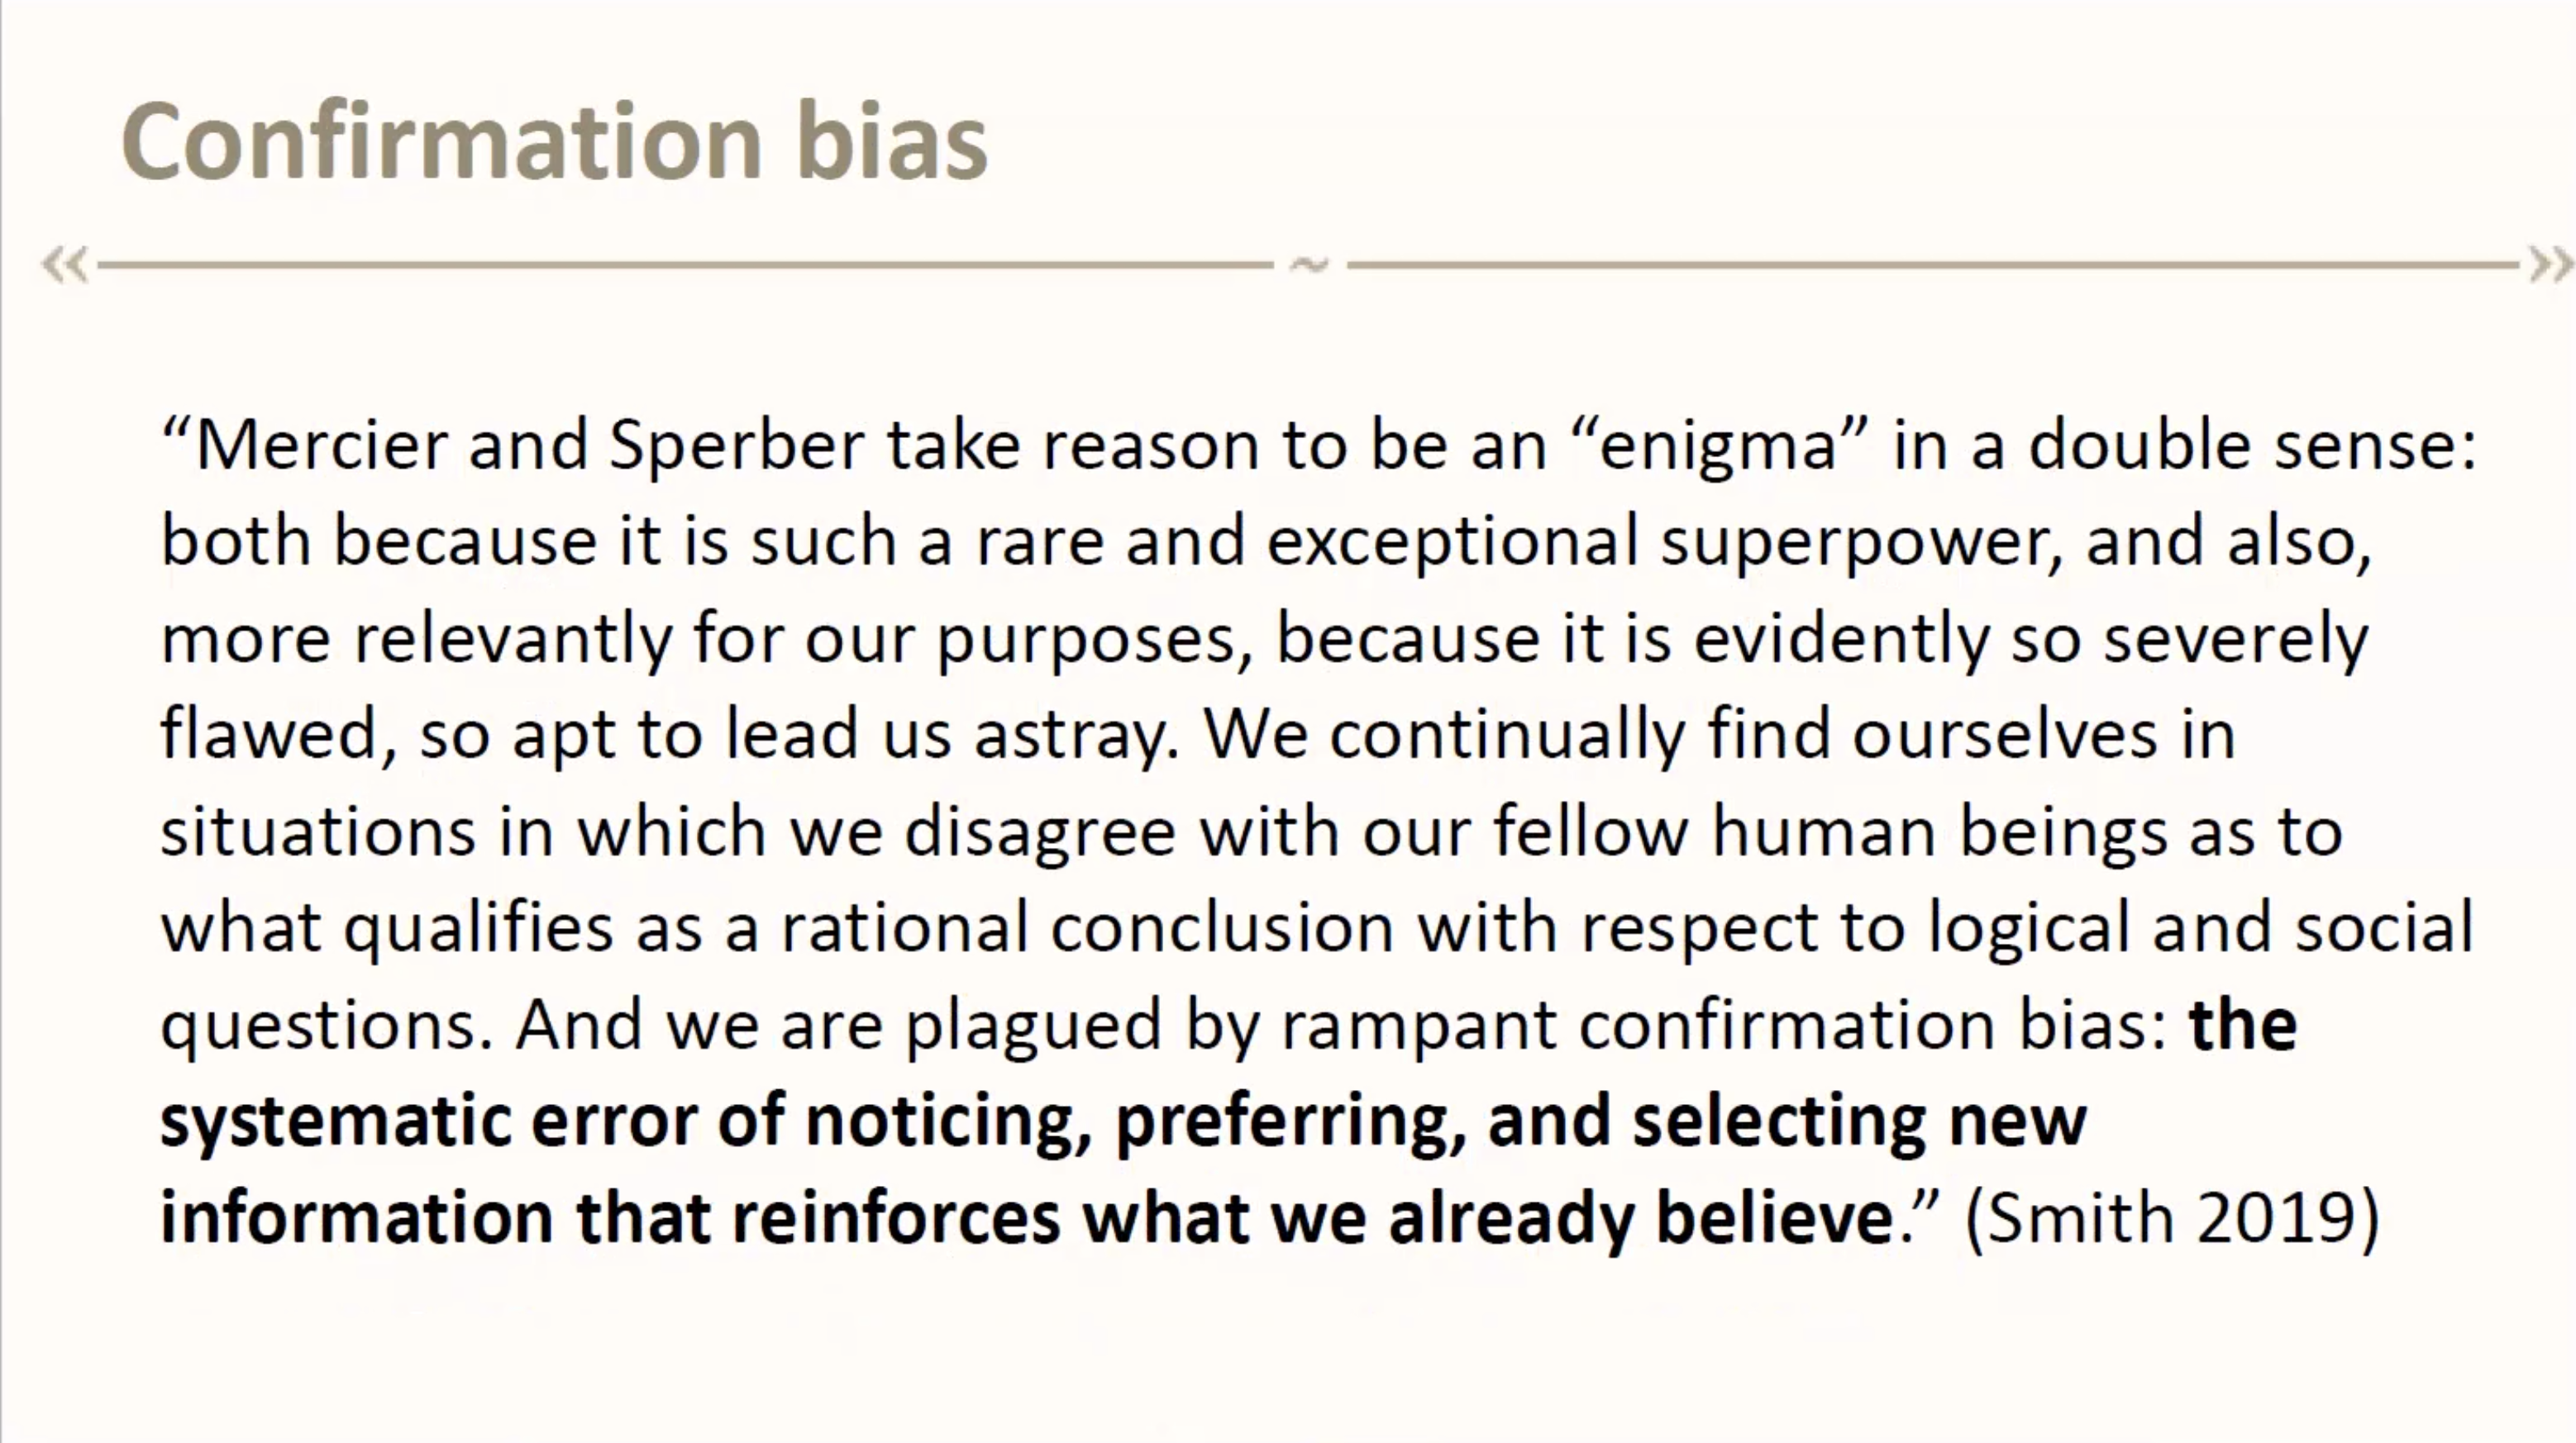 Confirmation bias
“Mercier and Sperber take reason to be an “enigma” in a double sense:
both because it is such a rare and exceptional superpower, and also,
more relevantly for our purposes, because it is evidently so severely
flawed, so apt to lead us astray. We continually find ourselves in
situations in which we disagree with our fellow human beings as to
what qualifies as a rational conclusion with respect to logical and social
questions. And we are plagued by rampant confirmation bias: the
systematic error of noticing, preferring, and selecting new
information that reinforces what we already believe.” (Smith 2019)